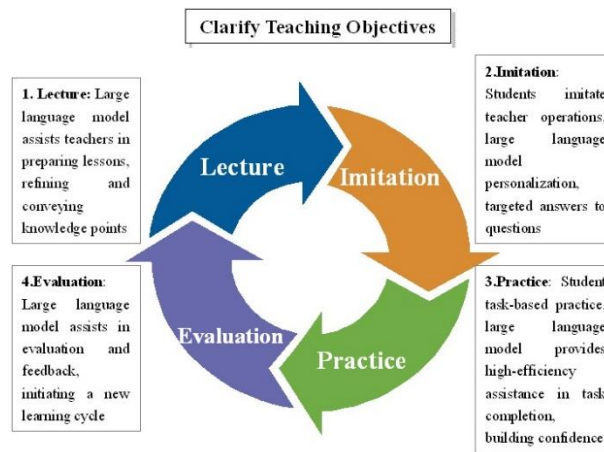 Clarify Teaching Objectives
1. Lecture: Large
language model
assists teachers in
preparing lessons,
refining and
conveying
knowledge points
2.Imitation:
Students imitate
teacher operations,
large language
model
personalization,
targeted answers to
questions
Lecture
Imitation
Evaluation
Practice
4.Evaluation:
Large language
model assists in
evaluation and
feedback,
initiating a new
learning cycle
3.Practice: Student
task-based practice,
large language
model provides
high-efficiency
assistance in task
completion,
building confidence